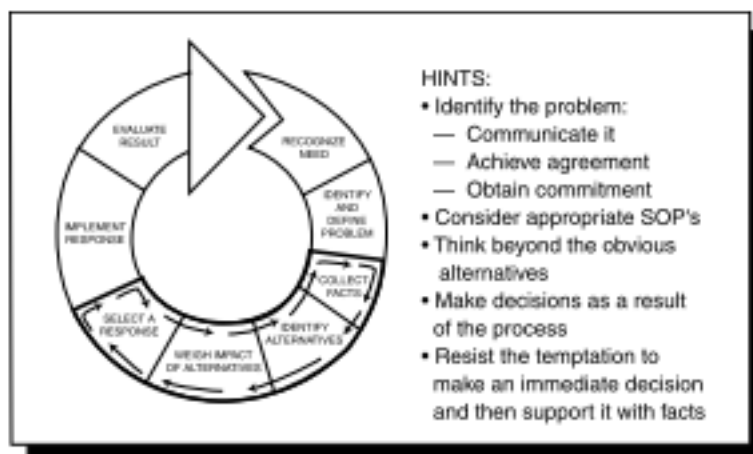 EVALUATE
RESULT
RECOGNIZE
NEED
IDENTIFY
AND
DEFINE
PROBLEM
COLLECT
FACTS
IDENTIFY
ALTERNATIVES
WEIGH IMPACT
OF ALTERNATIVES
SELECT A
RESPONSE
IMPLEMENT
RESPONSE
HINTS:
• Identify the problem:
— Communicate it
— Achieve agreement
— Obtain commitment
• Consider appropriate SOP's
• Think beyond the obvious
alternatives
• Make decisions as a result
of the process
• Resist the temptation to
make an immediate decision
and then support it with facts